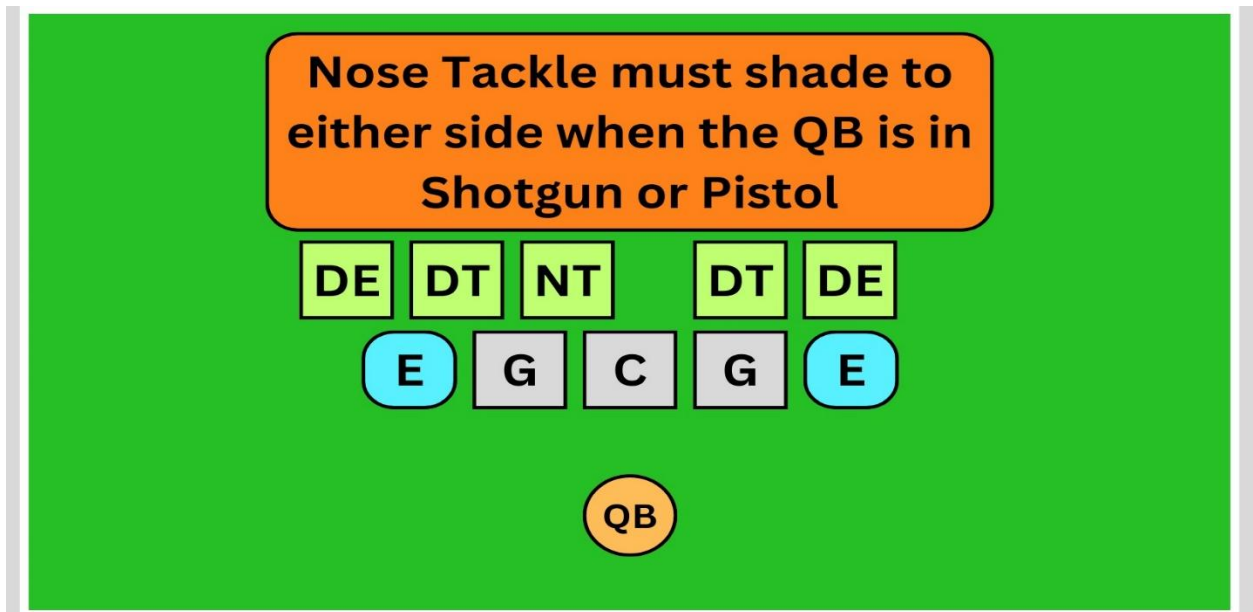 Nose Tackle must shade to
either side when the QB is in
Shotgun or Pistol
DE DT NT DT DE
E G C G E
QB